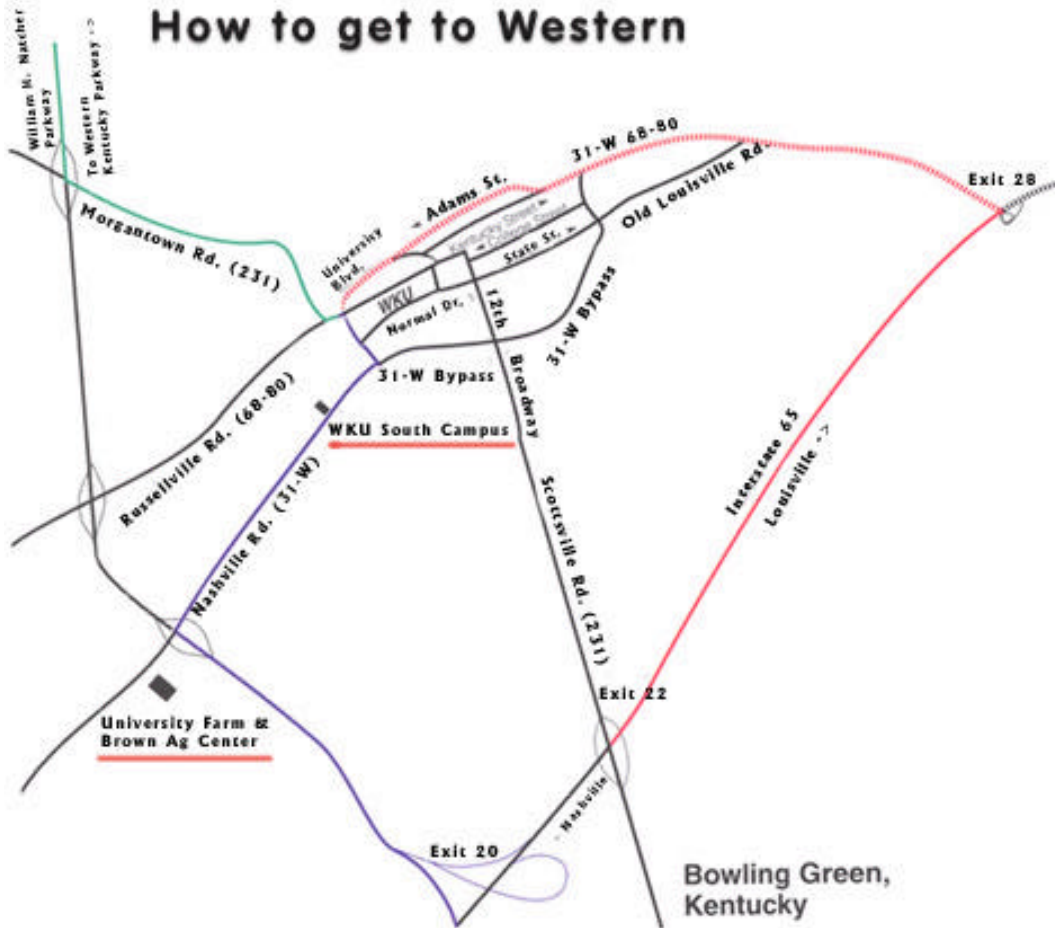 How to get to Western
William H. Natcher
Parkway
To Western ->
Kentucky Parkway
Morgantown Rd. (231)
University
Blvd.
Adams St.
31-W 68-80
Kentucky Street
College Street
State St.
Old Louisville Rd.
Exit 28
WKU
Normal Dr.
12th
Broadway
31-W Bypass
31-W Bypass
WKU South Campus
Russellville Rd. (68-80)
Nashville Rd. (31-W)
Scottsville Rd. (231)
Interstate 65
Louisville ->
Exit 22
University Farm &
Brown Ag Center
- Nashville
Exit 20
Bowling Green,
Kentucky